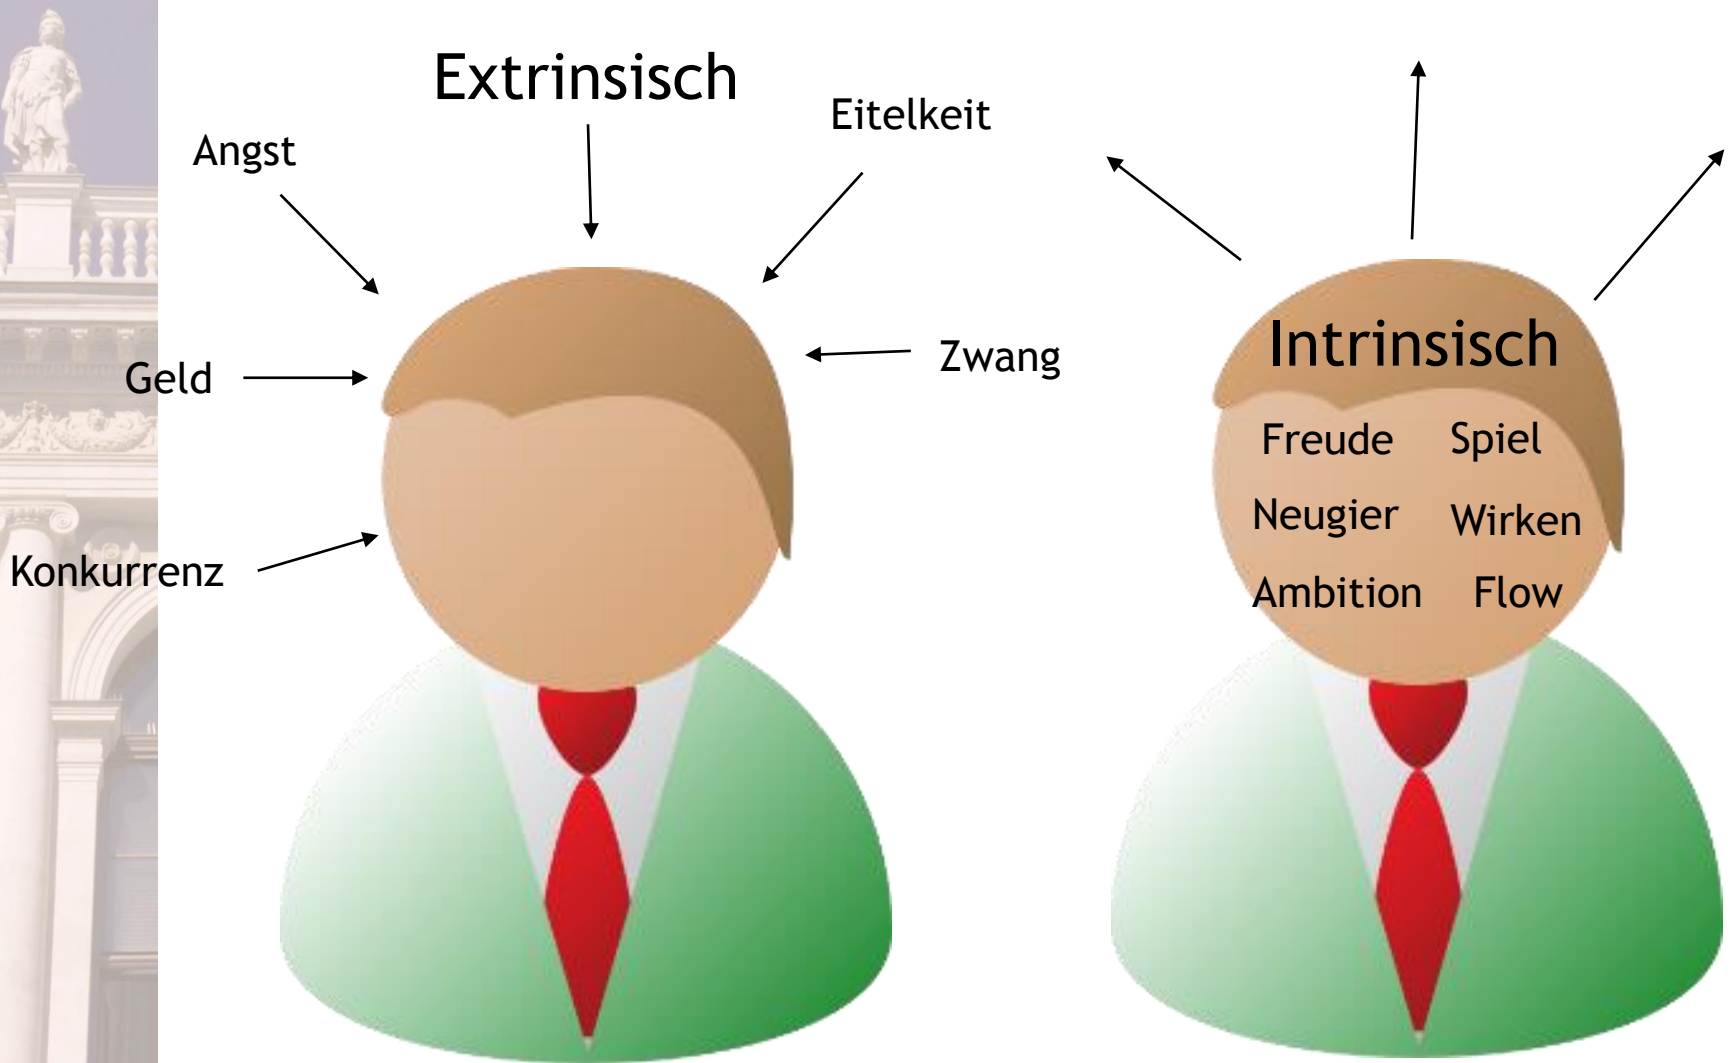 Extrinsisch
Eitelkeit
Angst
Zwang
Geld
Konkurrenz
Intrinsisch
Freude Spiel
Neugier Wirken
Ambition Flow